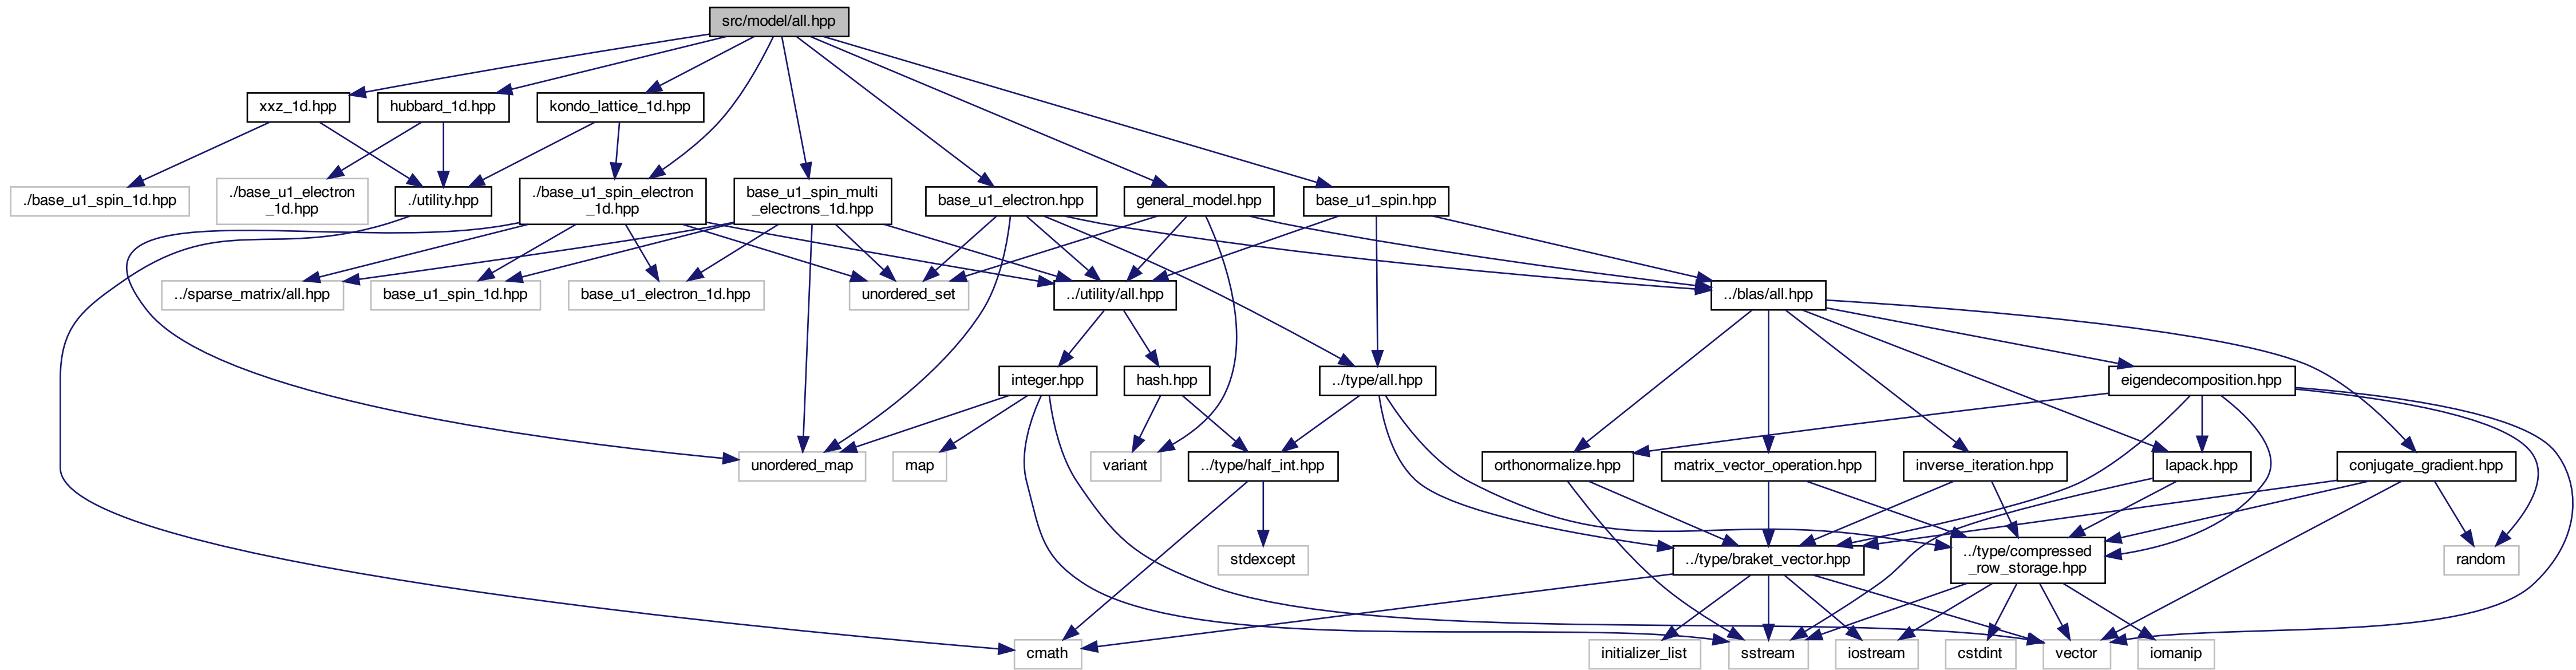 src/model/all.hpp
xxz_1d.hpp
hubbard_1d.hpp
kondo_lattice_1d.hpp
./base_u1_spin_1d.hpp
./base_u1_electron
_1d.hpp
./utility.hpp
./base_u1_spin_electron
_1d.hpp
base_u1_spin_multi
_electrons_1d.hpp
base_u1_electron.hpp
general_model.hpp
base_u1_spin.hpp
../sparse_matrix/all.hpp
base_u1_spin_1d.hpp
base_u1_electron_1d.hpp
unordered_set
../utility/all.hpp
../blas/all.hpp
integer.hpp
hash.hpp
../type/all.hpp
eigendecomposition.hpp
unordered_map
map
variant
../type/half_int.hpp
orthonormalize.hpp
matrix_vector_operation.hpp
inverse_iteration.hpp
lapack.hpp
conjugate_gradient.hpp
stdexcept
../type/braket_vector.hpp
../type/compressed
_row_storage.hpp
random
cmath
initializer_list
sstream
iostream
cstdint
vector
iomanip